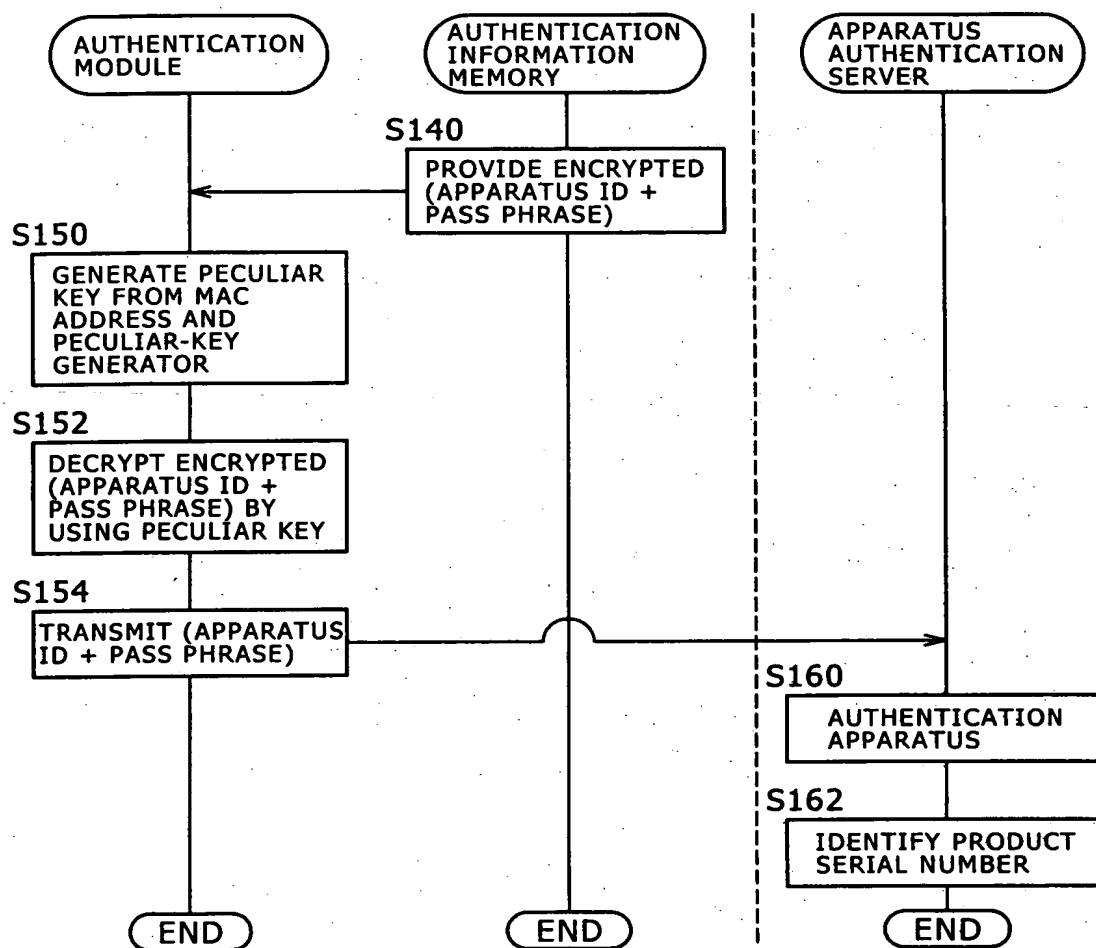 AUTHENTICATION
MODULE
AUTHENTICATION
INFORMATION
MEMORY
APPARATUS
AUTHENTICATION
SERVER
S140
PROVIDE ENCRYPTED
(APPARATUS ID +
PASS PHRASE)
S150
GENERATE PECULIAR
KEY FROM MAC
ADDRESS AND
PECULIAR-KEY
GENERATOR
S152
DECRYPT ENCRYPTED
(APPARATUS ID +
PASS PHRASE) BY
USING PECULIAR KEY
S154
TRANSMIT (APPARATUS
ID + PASS PHRASE)
S160
AUTHENTICATION
APPARATUS
S162
IDENTIFY PRODUCT
SERIAL NUMBER
END
END
END